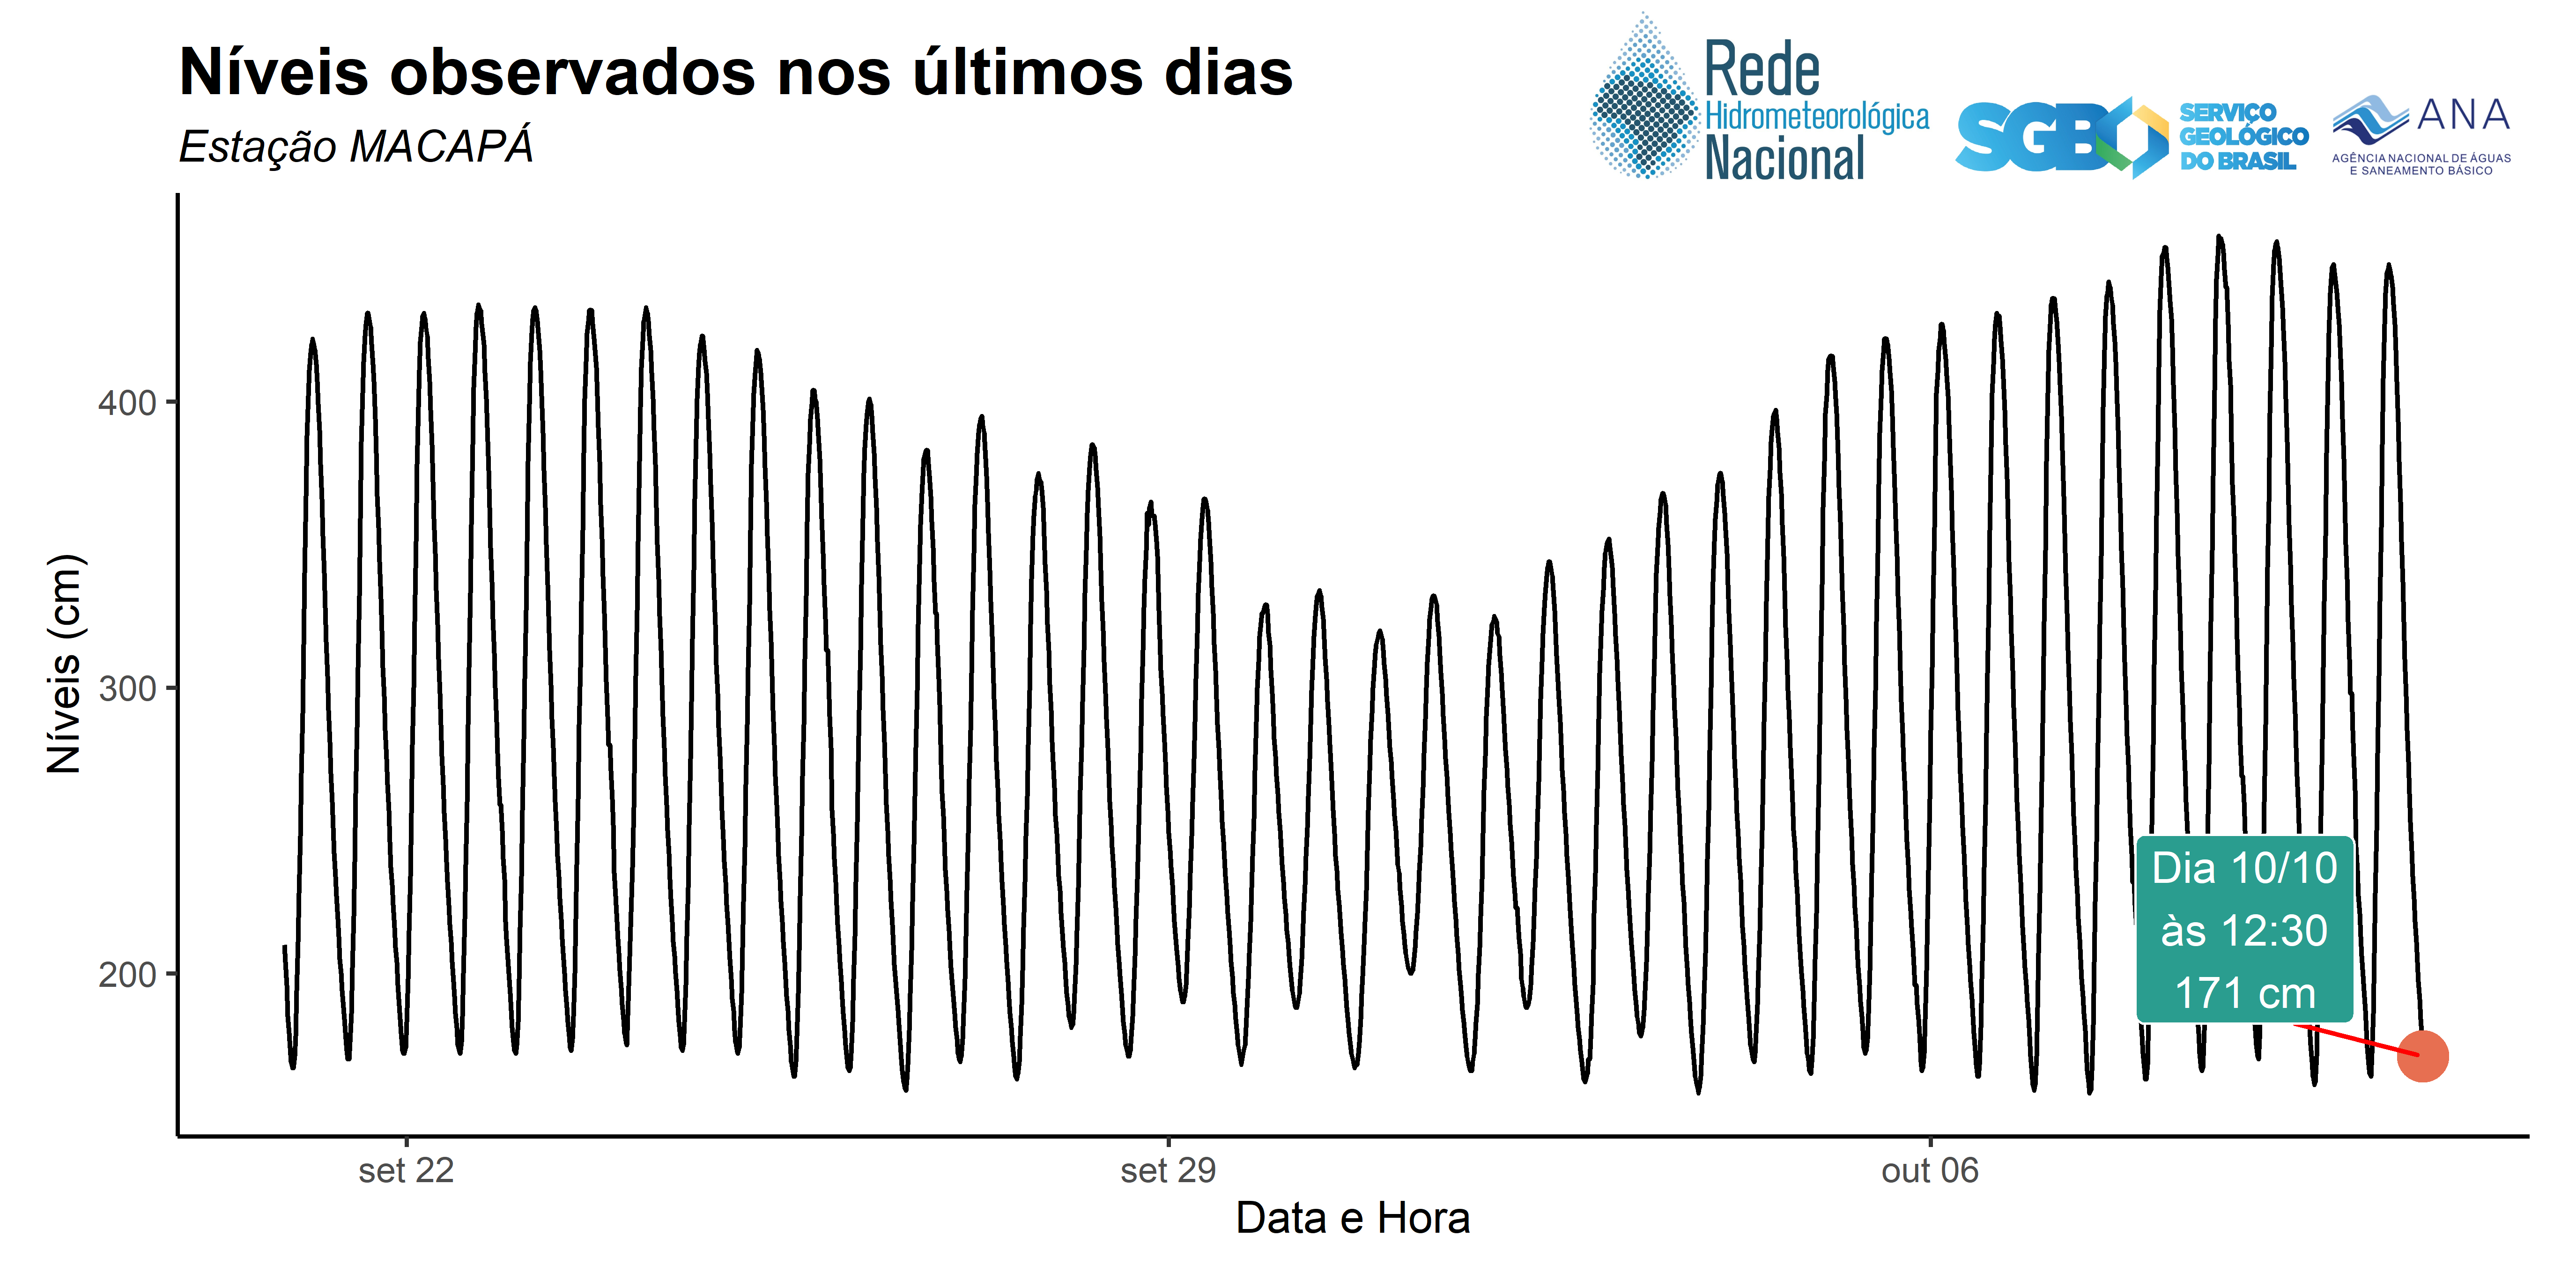 Níveis observados nos últimos dias
Estação MACAPÁ
Rede
Hidrometeorológica
Nacional
SGB
SERVIÇO
GEOLÓGICO
DO BRASIL
ANA
AGÊNCIA NACIONAL DE ÁGUAS
E SANEAMENTO BÁSICO
Níveis (cm)
400
300
200
Dia 10/10
às 12:30
171 cm
set 22
set 29
out 06
Data e Hora